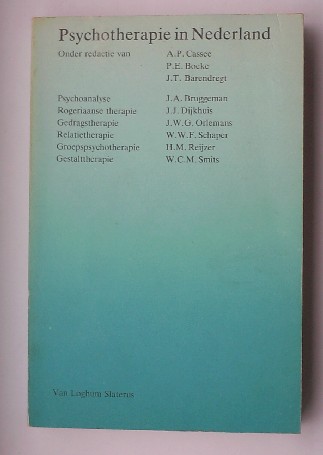 Psychotherapie in Nederland
Onder redactie van A.P. Cassee
P.E. Boeke
J.T. Barendregt
Psychoanalyse J.A. Bruggeman
Rogeriaanse therapie J.J. Dijkhuis
Gedragstherapie J.W.G. Orlemans
Relatietherapie W.W.F. Schaper
Groepspsychotherapie H.M. Reijzer
Gestalttherapie W.C.M. Smits
Van Loghum Slaterus